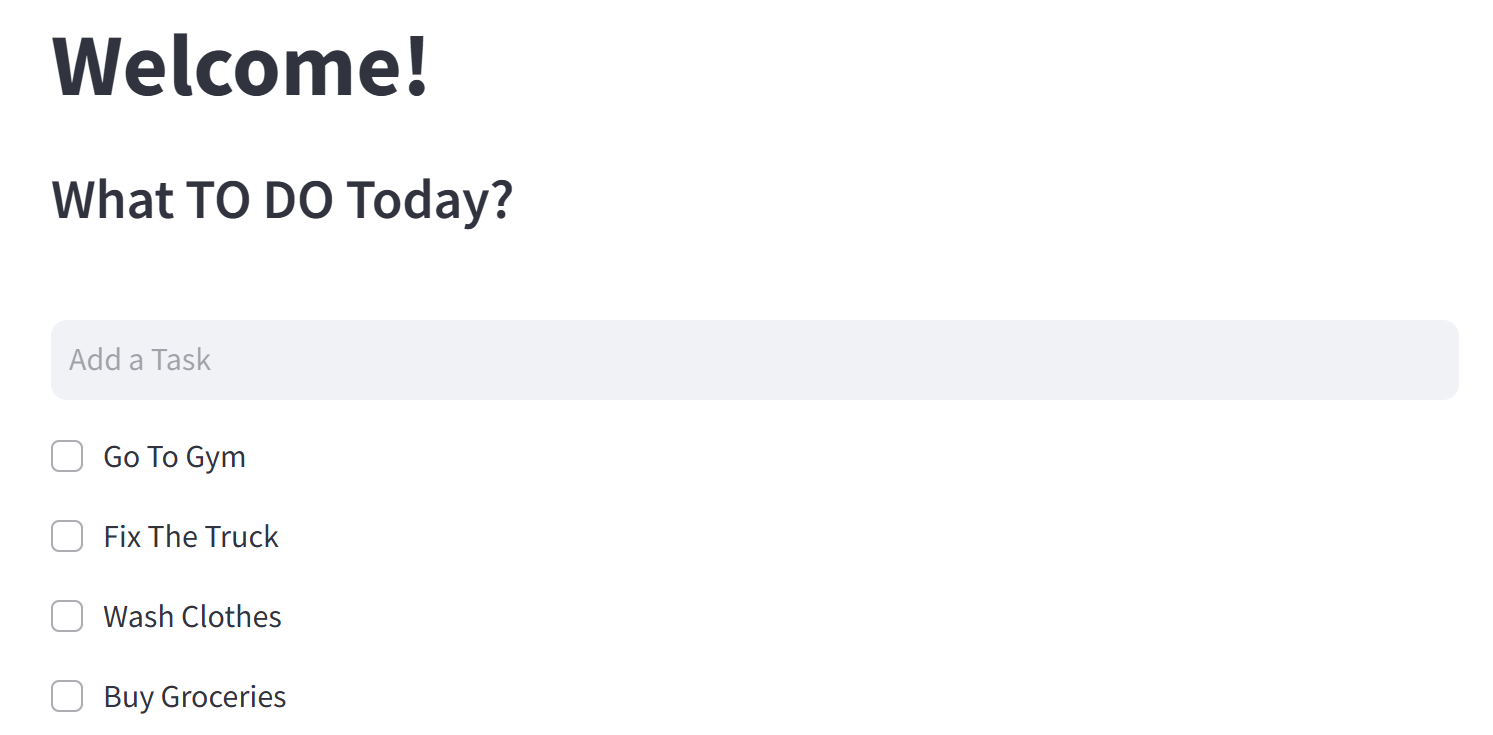 Welcome!
What TO DO Today?
Add a Task
Go To Gym
Fix The Truck
Wash Clothes
Buy Groceries